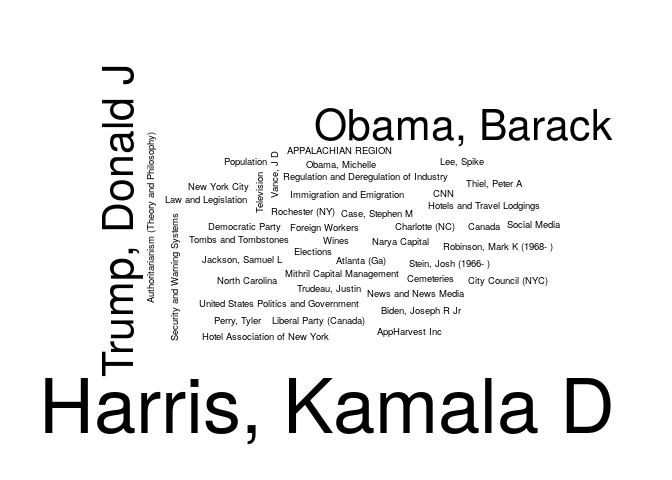 Trump, Donald J
Obama, Barack
Authoritarianism (Theory and Philosophy)
APPALACHIAN REGION
Population
Television
Vance, J D
Obama, Michelle
Lee, Spike
Regulation and Deregulation of Industry
New York City
Thiel, Peter A
Law and Legislation
Immigration and Emigration
CNN
Hotels and Travel Lodgings
Security and Warning Systems
Rochester (NY)
Case, Stephen M
Democratic Party
Foreign Workers
Charlotte (NC)
Canada
Social Media
Tombs and Tombstones
Wines
Narya Capital
Robinson, Mark K (1968- )
Elections
Jackson, Samuel L
Atlanta (Ga)
Stein, Josh (1966- )
North Carolina
Mithril Capital Management
Cemeteries
City Council (NYC)
Trudeau, Justin
News and News Media
United States Politics and Government
Biden, Joseph R Jr
Perry, Tyler
Liberal Party (Canada)
AppHarvest Inc
Hotel Association of New York
Harris, Kamala D